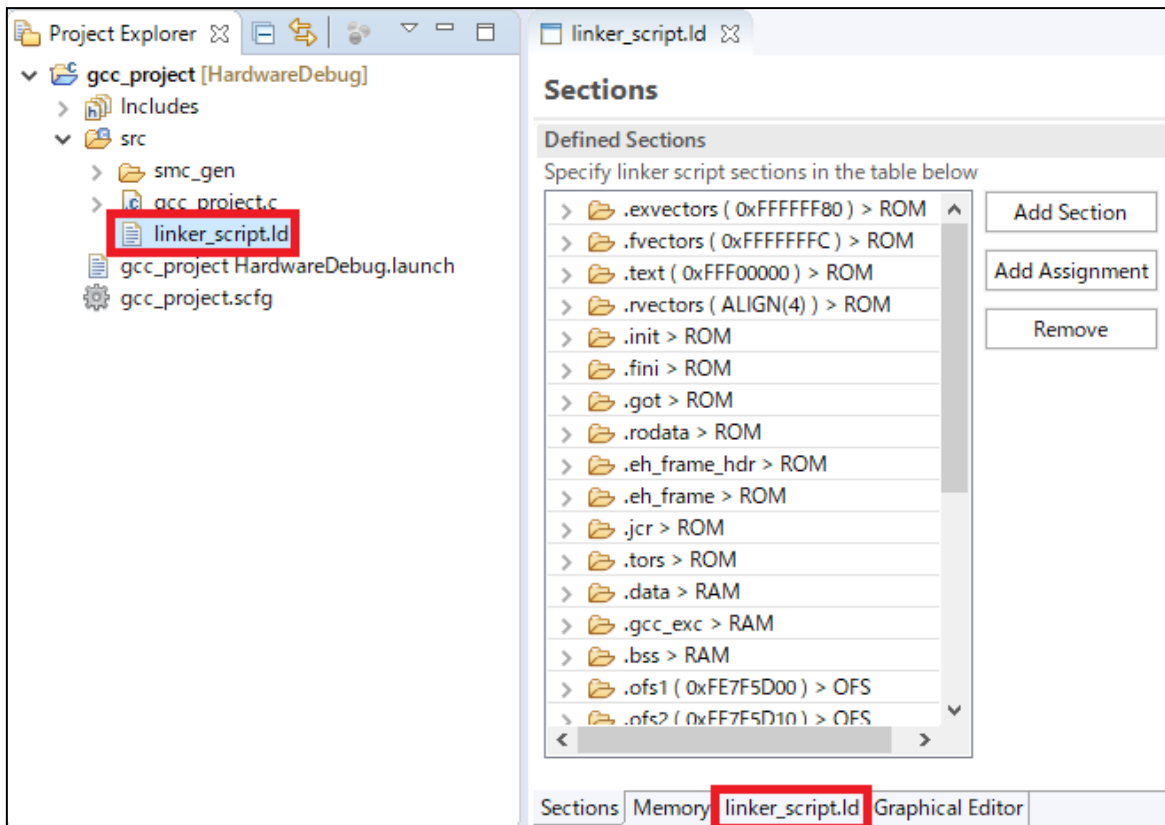 Project Explorer
gcc_project [HardwareDebug]
Includes
src
smc_gen
gcc_project.c
linker_script.ld
gcc_project HardwareDebug.launch
gcc_project.scfg
linker_script.ld
Sections
Defined Sections
Specify linker script sections in the table below
.exvectors ( 0xFFFFFF80 ) > ROM
.fvectors ( 0xFFFFFFFC ) > ROM
.text ( 0xFFF00000 ) > ROM
.rvectors ( ALIGN(4) ) > ROM
.init > ROM
.fini > ROM
.got > ROM
.rodata > ROM
.eh_frame_hdr > ROM
.eh_frame > ROM
.jcr > ROM
.tors > ROM
.data > RAM
.gcc_exc > RAM
.bss > RAM
.ofs1 ( 0xFE7F5D00 ) > OFS
.ofs2 ( 0xFE7F5D10 ) > OFS
Add Section
Add Assignment
Remove
Sections Memory linker_script.ld Graphical Editor